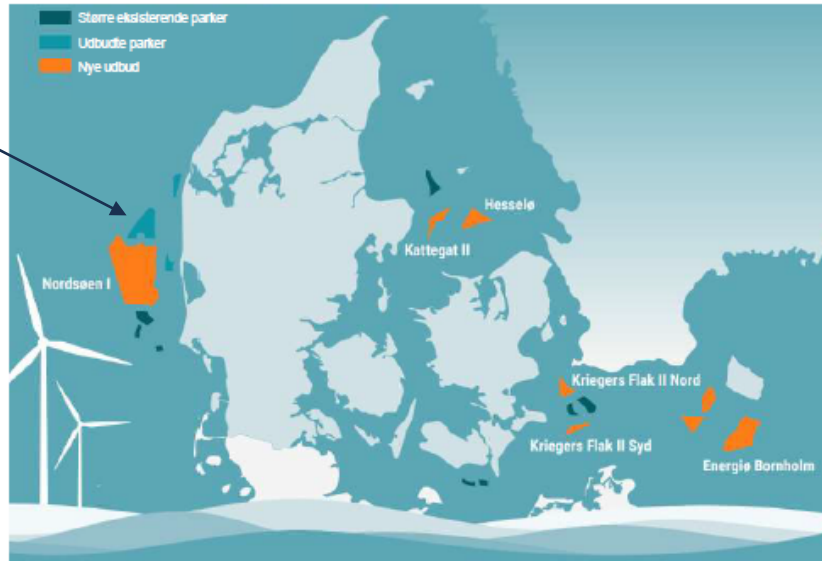 Større eksisterende parker
Udbudte parker
Nye udbud
Hesselø
Kattegat II
Nordsøen I
Kriegers Flak II Nord
Kriegers Flak II Syd
Energiø Bornholm